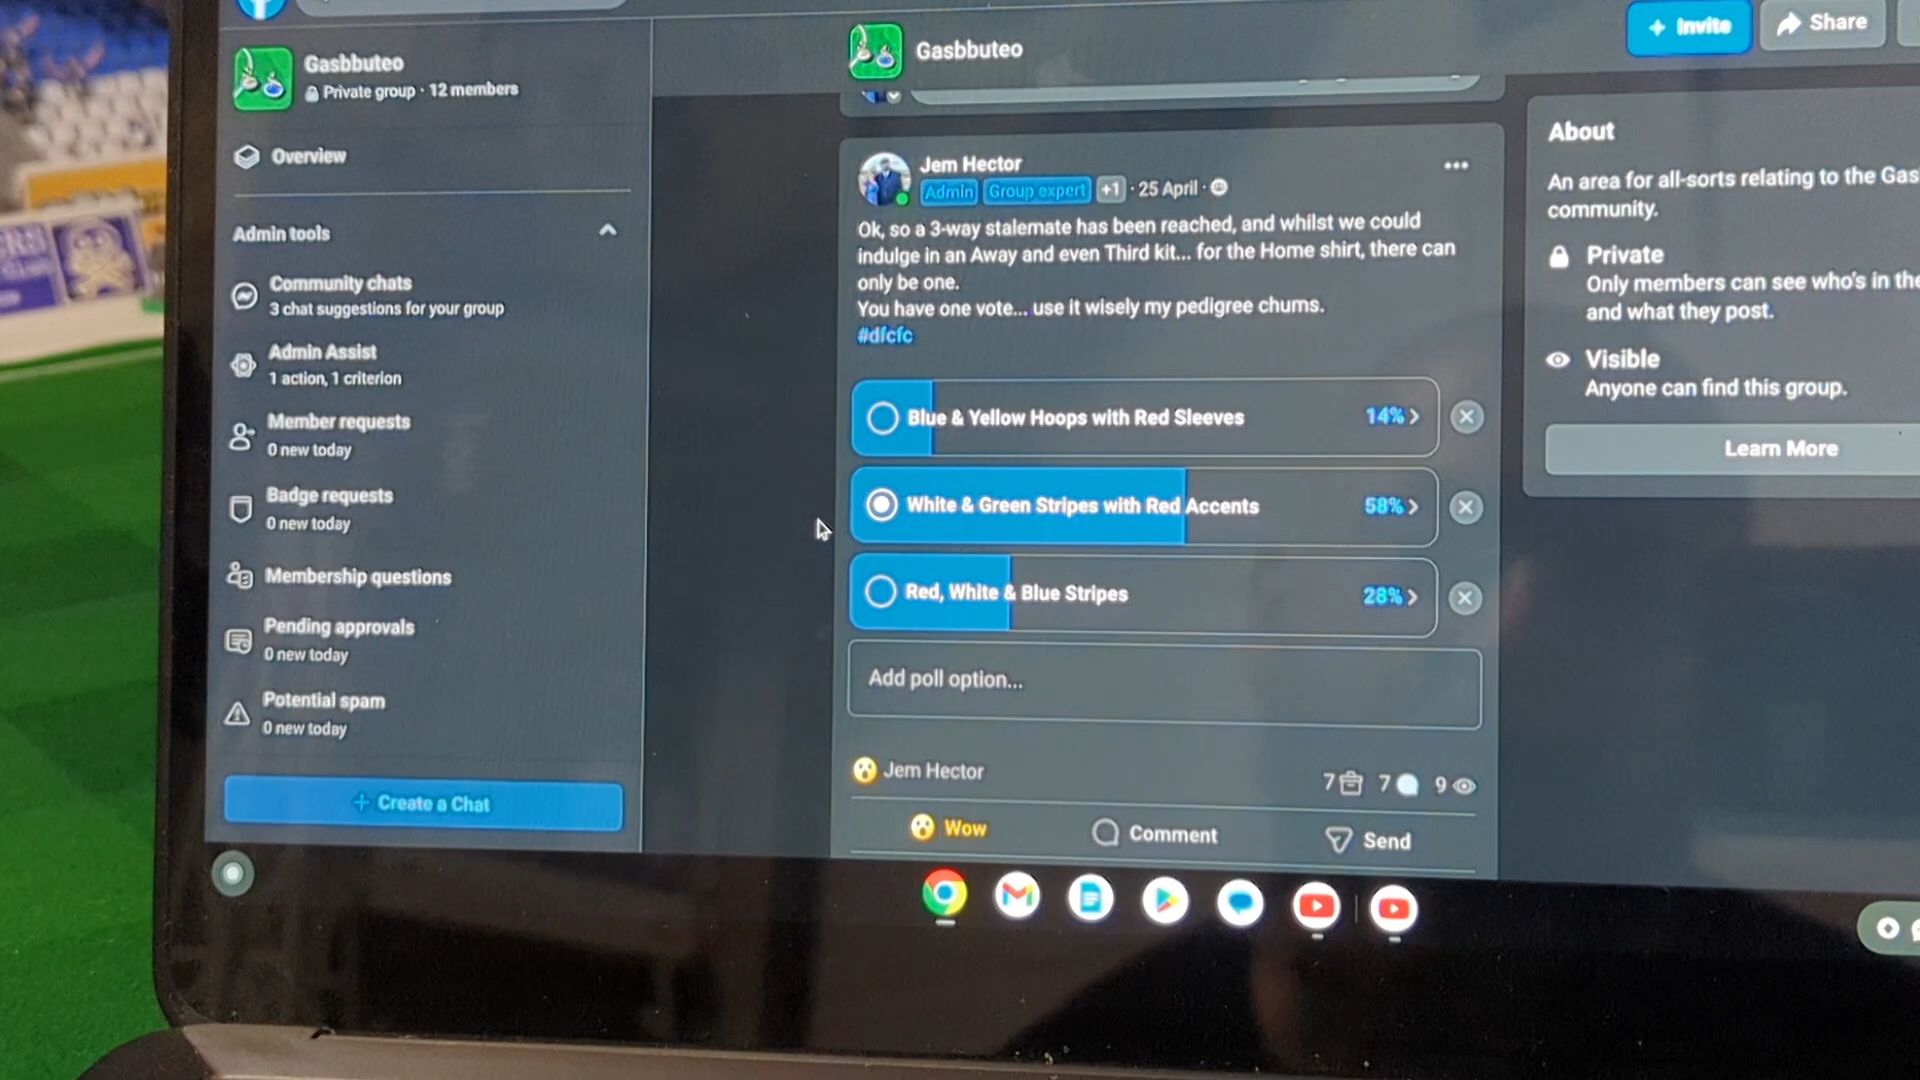 Gasbbuteo
Private group · 12 members
Overview
Admin tools
Community chats
3 chat suggestions for your group
Admin Assist
1 action, 1 criterion
Member requests
0 new today
Badge requests
0 new today
Membership questions
Pending approvals
0 new today
Potential spam
0 new today
+ Create a Chat
Gasbbuteo
+ Invite
Share
Jem Hector
Admin Group expert +1 · 25 April ·
Ok, so a 3-way stalemate has been reached, and whilst we could
indulge in an Away and even Third kit... for the Home shirt, there can
only be one.
You have one vote... use it wisely my pedigree chums.
#dfcfc
Blue & Yellow Hoops with Red Sleeves 14%
White & Green Stripes with Red Accents 58%
Red, White & Blue Stripes 28%
Add poll option...
Jem Hector
7 7 9
Wow Comment Send
About
An area for all-sorts relating to the Gas
community.
Private
Only members can see who's in the
and what they post.
Visible
Anyone can find this group.
Learn More